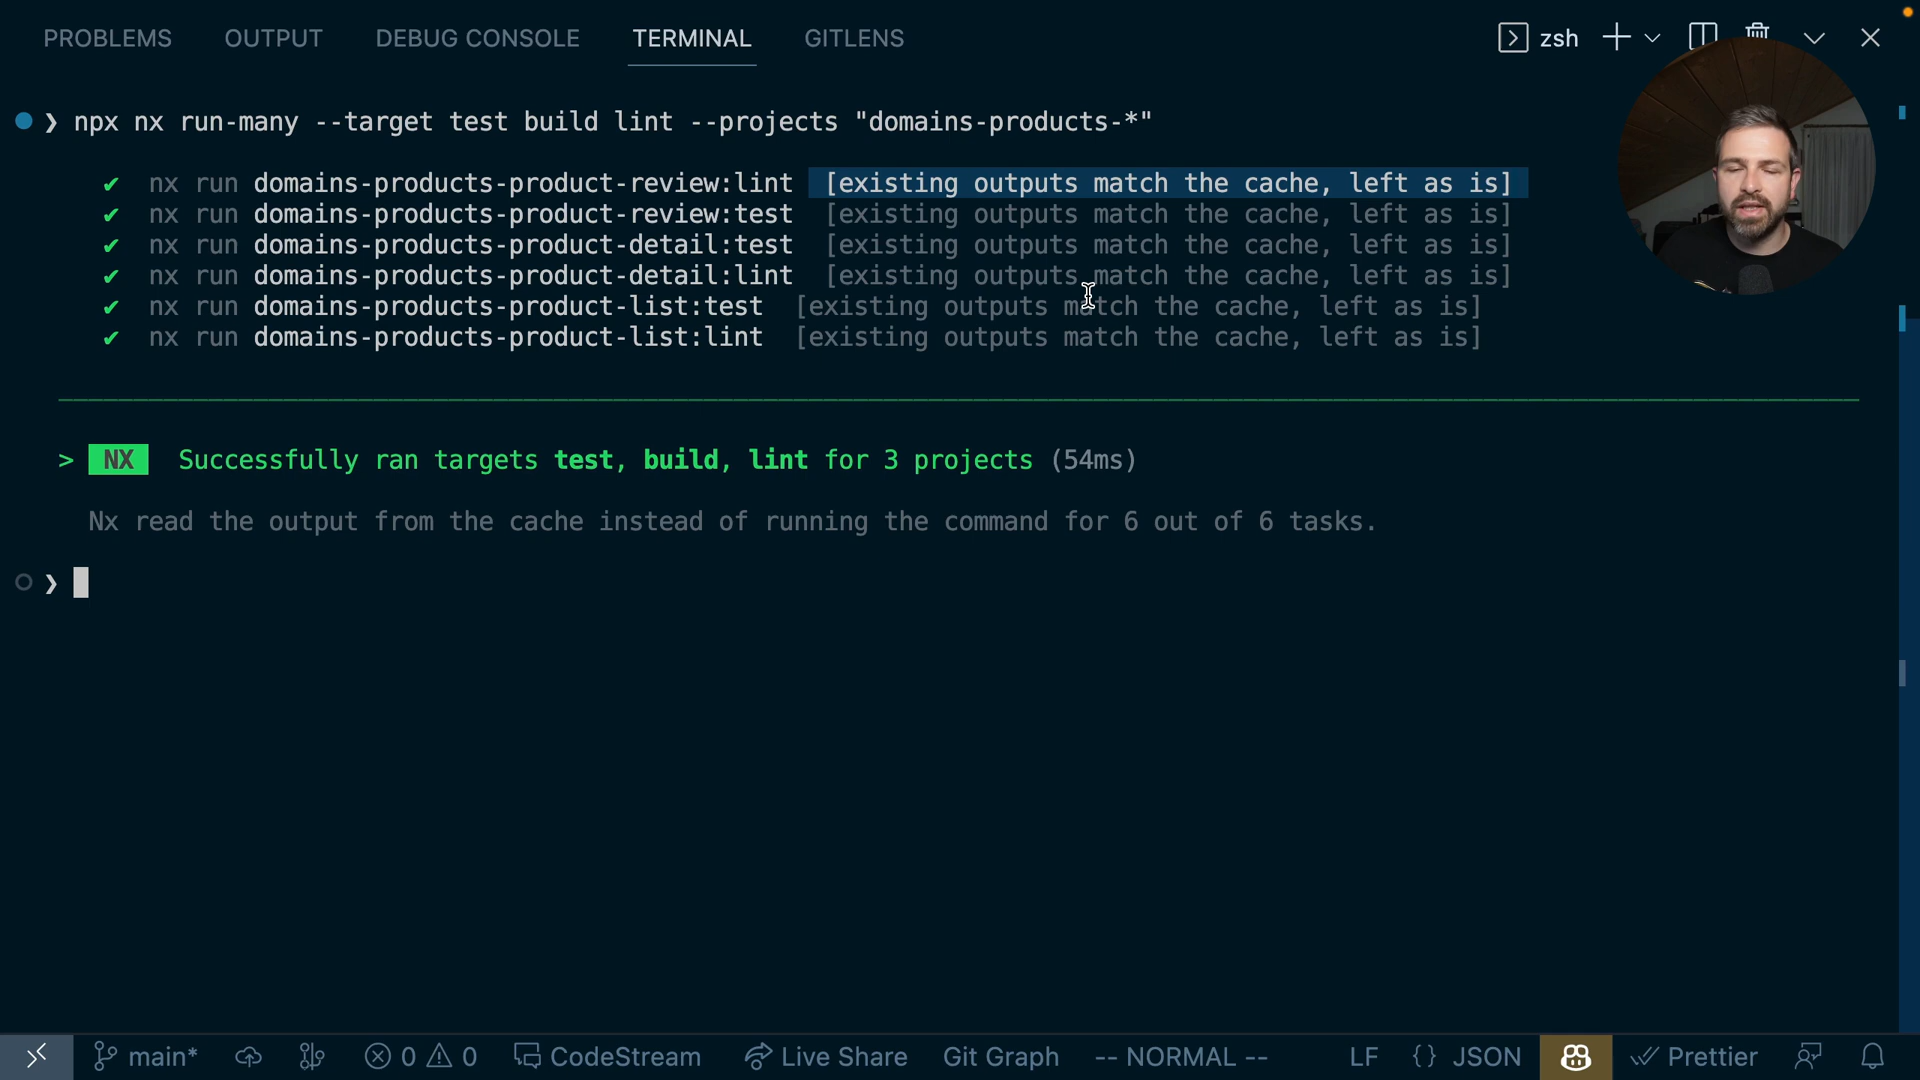 PROBLEMS OUTPUT DEBUG CONSOLE TERMINAL GITLENS zsh
❯ npx nx run-many --target test build lint --projects "domains-products-*"
✔ nx run domains-products-product-review:lint [existing outputs match the cache, left as is]
✔ nx run domains-products-product-review:test [existing outputs match the cache, left as is]
✔ nx run domains-products-product-detail:test [existing outputs match the cache, left as is]
✔ nx run domains-products-product-detail:lint [existing outputs match the cache, left as is]
✔ nx run domains-products-product-list:test [existing outputs match the cache, left as is]
✔ nx run domains-products-product-list:lint [existing outputs match the cache, left as is]
> NX Successfully ran targets test, build, lint for 3 projects (54ms)
Nx read the output from the cache instead of running the command for 6 out of 6 tasks.
❯
main* 0 0 CodeStream Live Share Git Graph -- NORMAL -- LF {} JSON Prettier